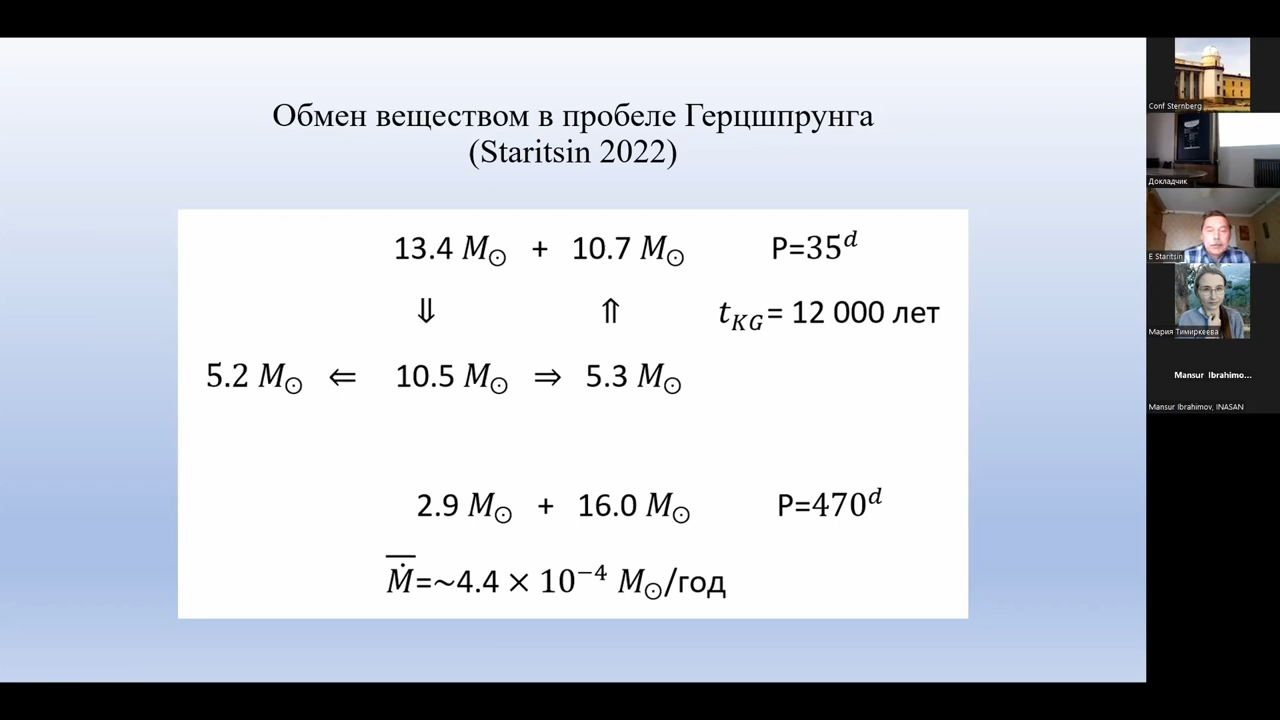 Обмен веществом в пробеле Герцшпрунга
(Staritsin 2022)
13.4 M⊙ + 10.7 M⊙ P=35ᵈ
⇓ ⇑ t_KG = 12 000 лет
5.2 M⊙ ⇐ 10.5 M⊙ ⇒ 5.3 M⊙
2.9 M⊙ + 16.0 M⊙ P=470ᵈ
M̅̇=~4.4 × 10⁻⁴ M⊙/год
Conf Sternberg
Докладчик
E Staritsin
Мария Тимиркеева
Mansur Ibrahimo...
Mansur Ibrahimov, INASAN